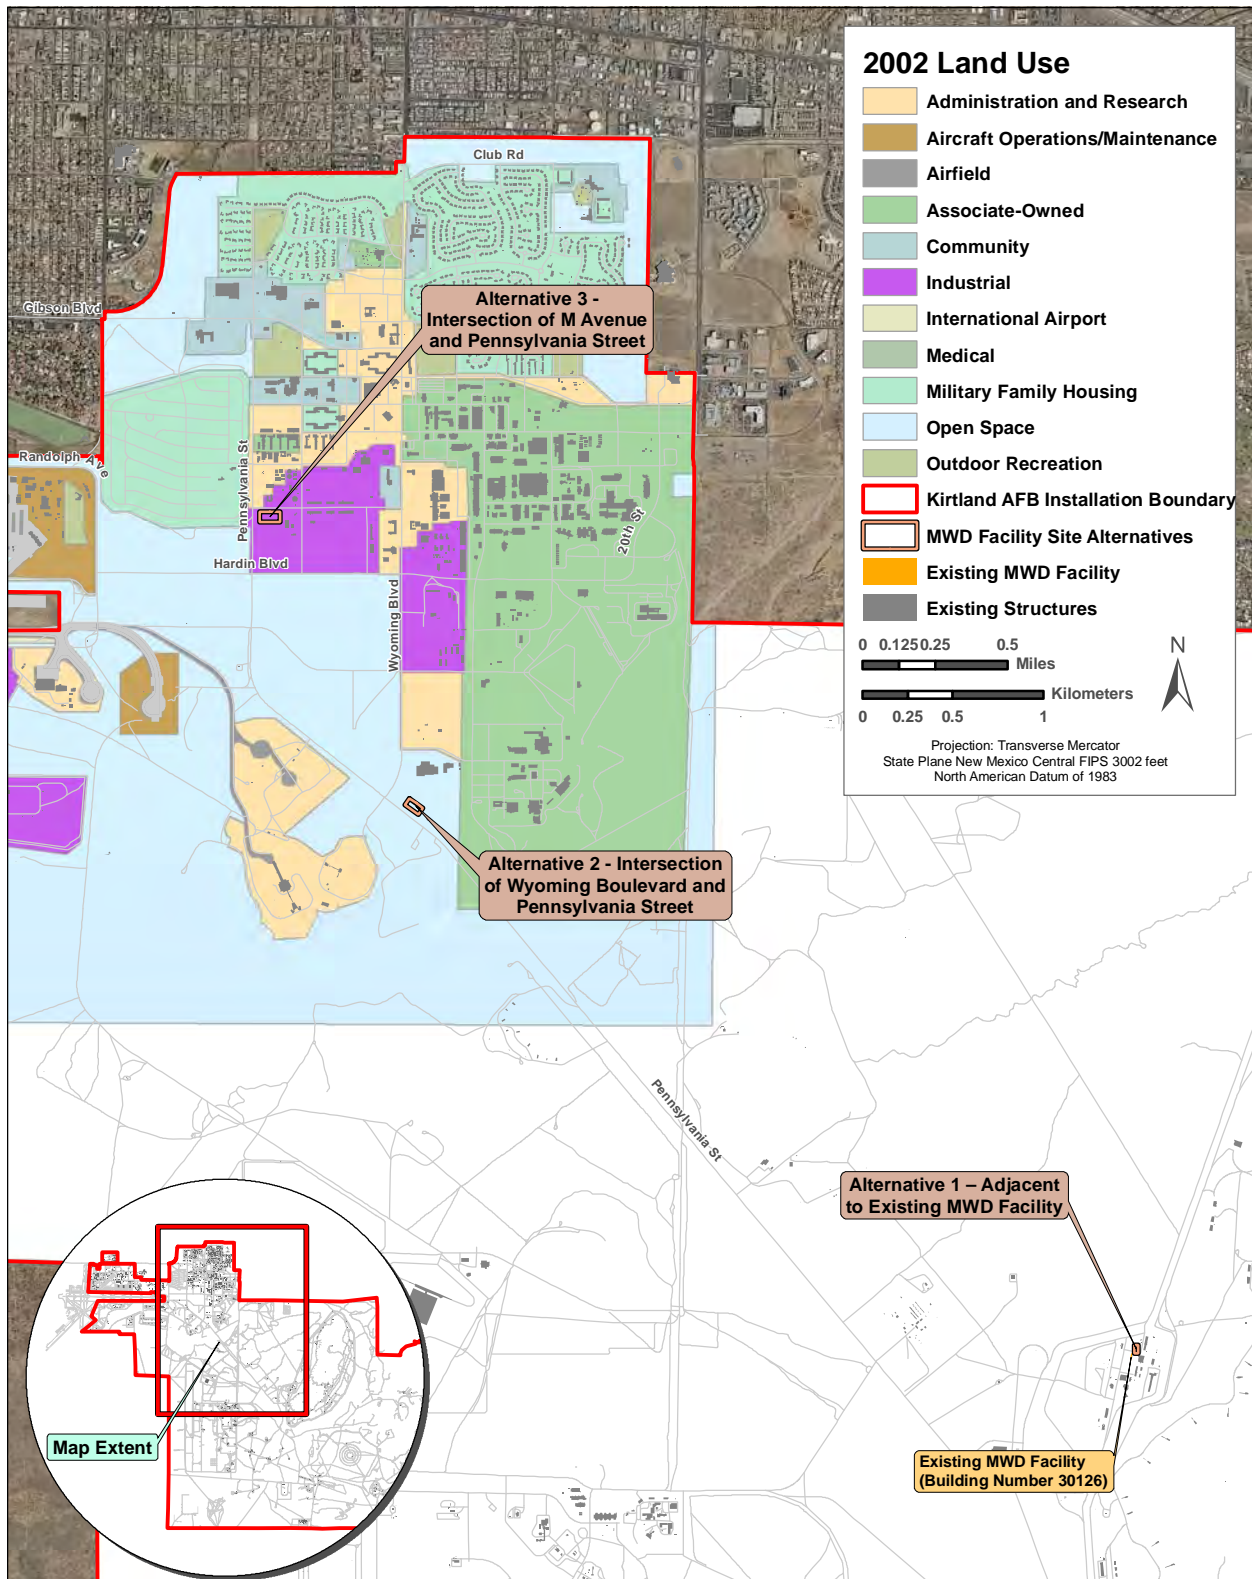 2002 Land Use
Administration and Research
Aircraft Operations/Maintenance
Airfield
Associate-Owned
Community
Industrial
International Airport
Medical
Military Family Housing
Open Space
Outdoor Recreation
Kirtland AFB Installation Boundary
MWD Facility Site Alternatives
Existing MWD Facility
Existing Structures
0 0.125 0.25 0.5
Miles
Kilometers
0 0.25 0.5 1
N
Projection: Transverse Mercator
State Plane New Mexico Central FIPS 3002 feet
North American Datum of 1983
Club Rd
Gibson Blvd
Alternative 3 -
Intersection of M Avenue
and Pennsylvania Street
Randolph Ave
Pennsylvania St
20th St
Hardin Blvd
Wyoming Blvd
Alternative 2 - Intersection
of Wyoming Boulevard and
Pennsylvania Street
Pennsylvania St
Alternative 1 – Adjacent
to Existing MWD Facility
Map Extent
Existing MWD Facility
(Building Number 30126)